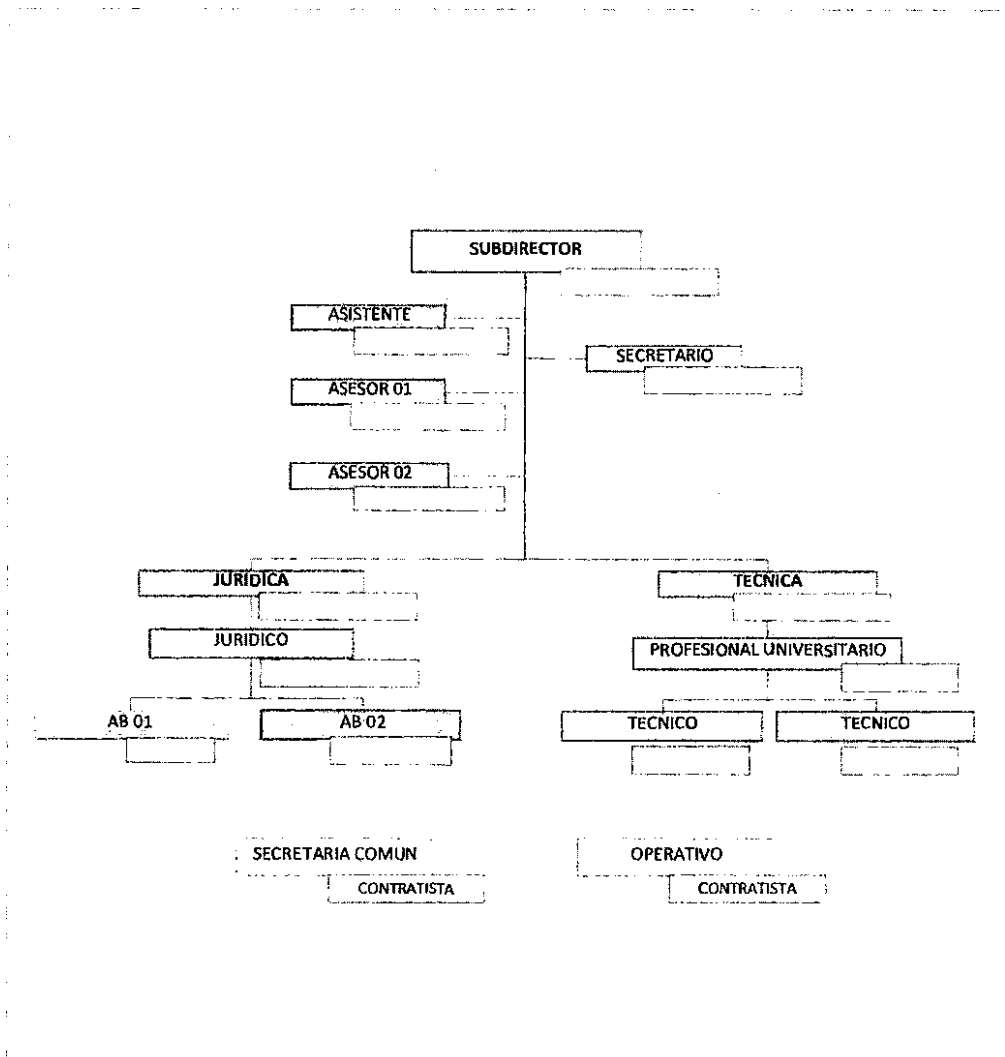 SUBDIRECTOR
ASISTENTE
SECRETARIO
ASESOR 01
ASESOR 02
JURIDICA
TECNICA
JURIDICO
PROFESIONAL UNIVERSITARIO
AB 01
AB 02
TECNICO
TECNICO
SECRETARIA COMUN
OPERATIVO
CONTRATISTA
CONTRATISTA